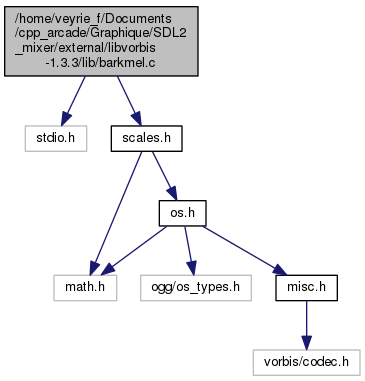 /home/veyrie_f/Documents
/cpp_arcade/Graphique/SDL2
_mixer/external/libvorbis
-1.3.3/lib/barkmel.c
stdio.h
scales.h
os.h
math.h
ogg/os_types.h
misc.h
vorbis/codec.h